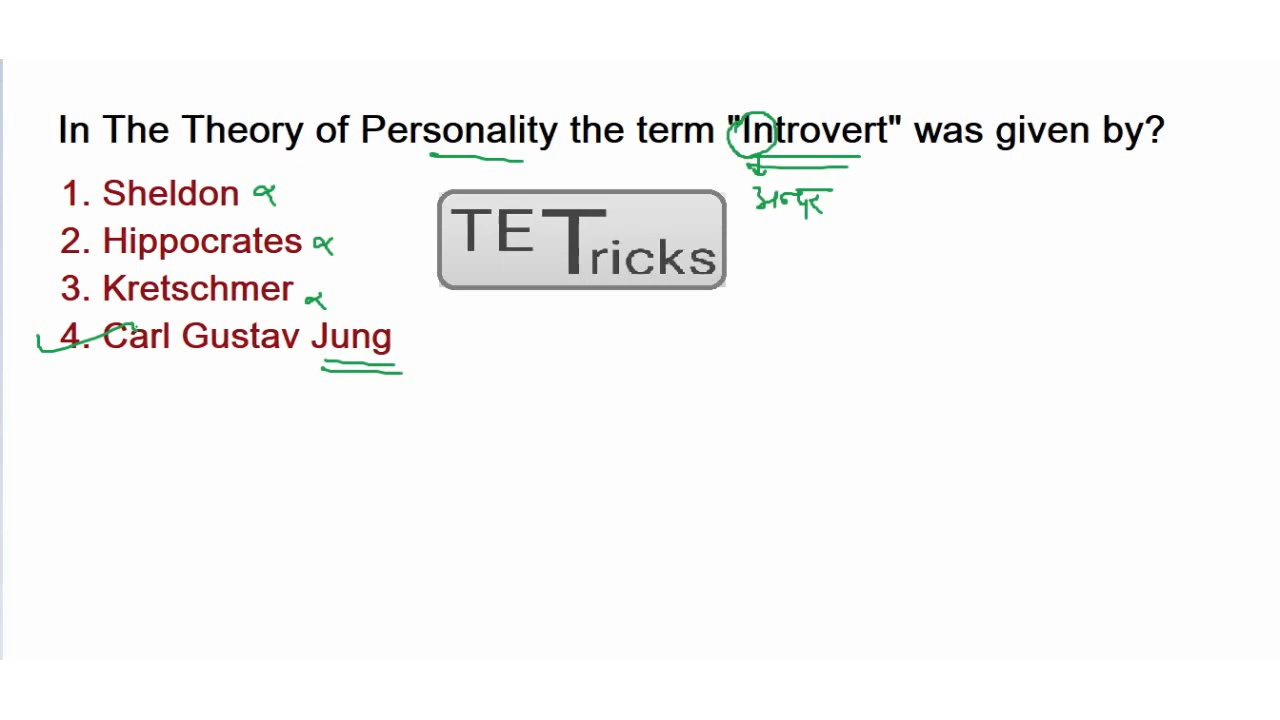 In The Theory of Personality the term "Introvert" was given by?
1. Sheldon
2. Hippocrates
3. Kretschmer
4. Carl Gustav Jung
TETricks
अन्दर